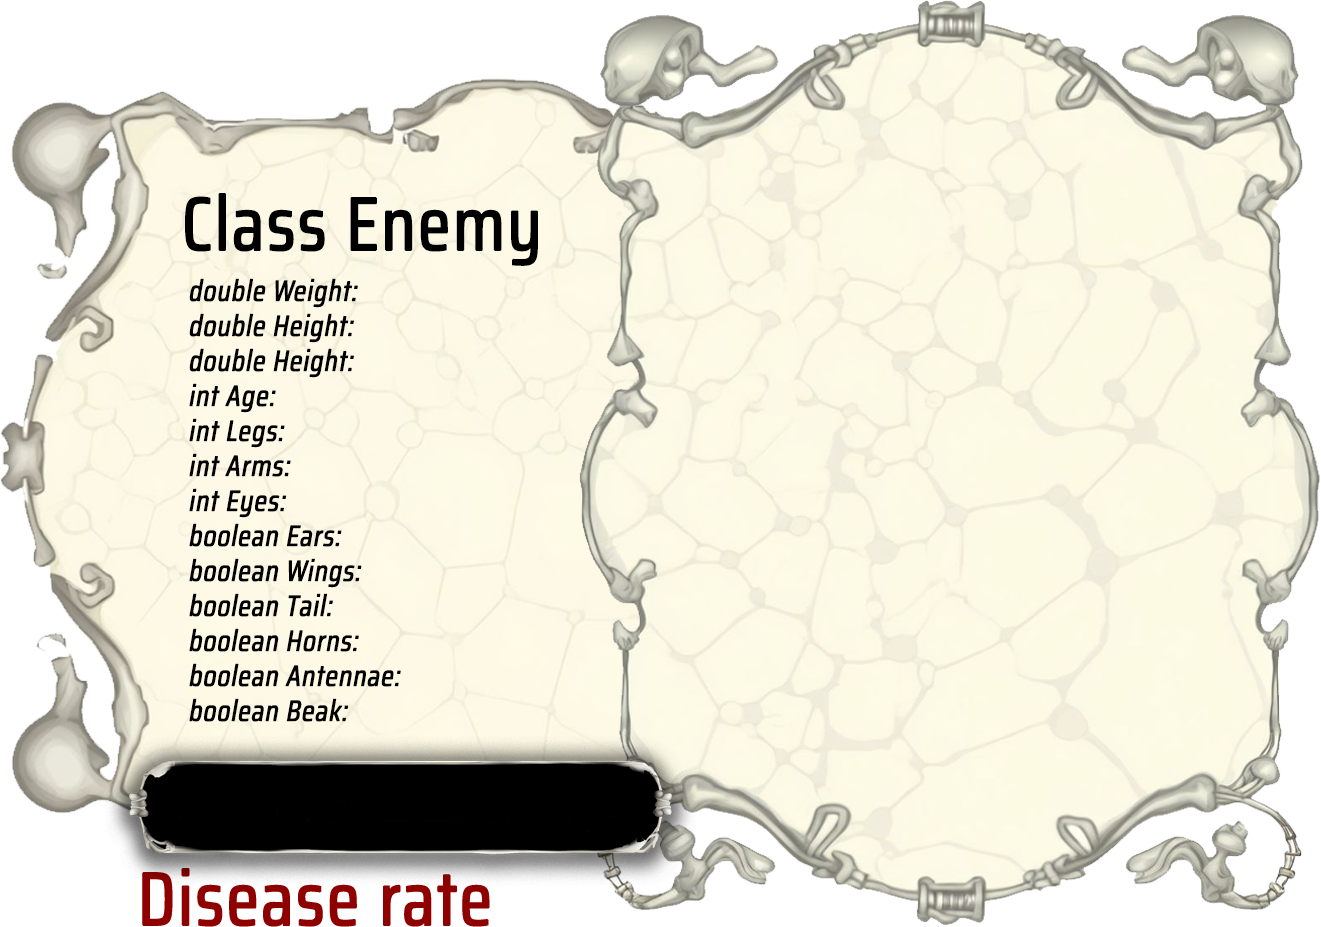 Class Enemy
double Weight:
double Height:
double Height:
int Age:
int Legs:
int Arms:
int Eyes:
boolean Ears:
boolean Wings:
boolean Tail:
boolean Horns:
boolean Antennae:
boolean Beak:
Disease rate